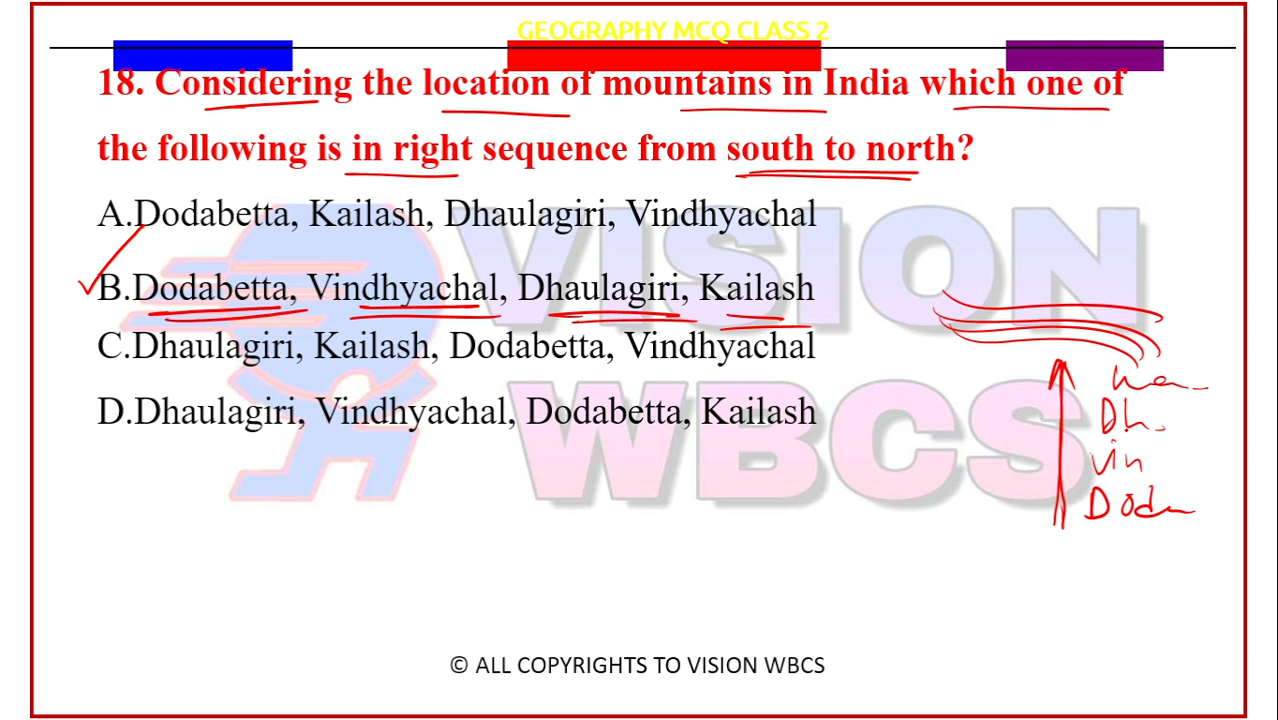 GEOGRAPHY MCQ CLASS 2
18. Considering the location of mountains in India which one of
the following is in right sequence from south to north?
A.Dodabetta, Kailash, Dhaulagiri, Vindhyachal
B.Dodabetta, Vindhyachal, Dhaulagiri, Kailash
C.Dhaulagiri, Kailash, Dodabetta, Vindhyachal
D.Dhaulagiri, Vindhyachal, Dodabetta, Kailash
VISION
WBCS
Dh.
Vin
© ALL COPYRIGHTS TO VISION WBCS